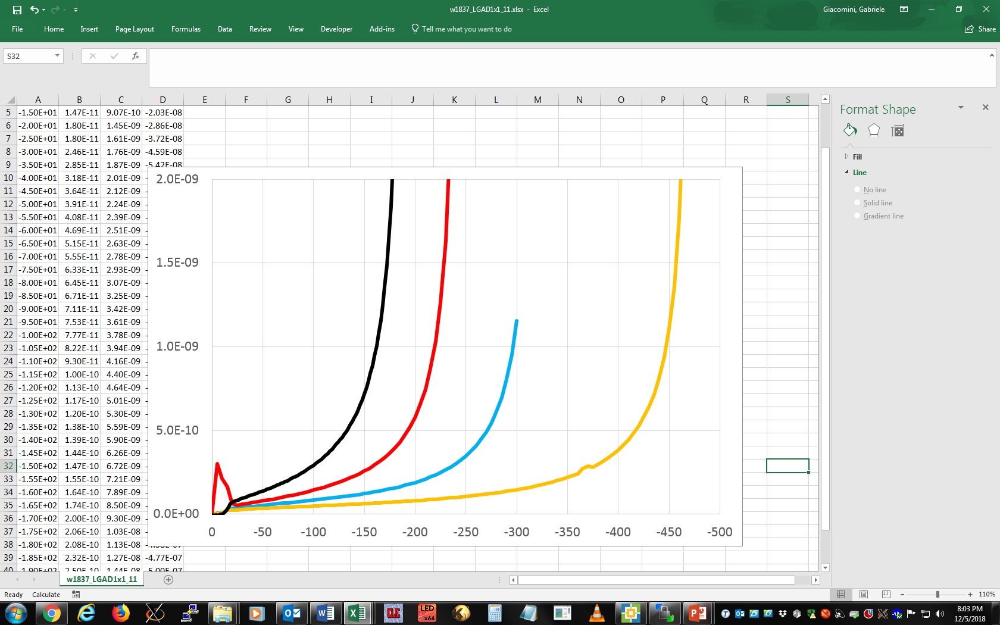 w1837_LGAD1x1_11.xlsx - Excel
Giacomini, Gabriele
File Home Insert Page Layout Formulas Data Review View Developer Add-ins Tell me what you want to do
Share
S32
fx
A B C D E F G H I J K L M N O P Q R S
5 -1.50E+01 1.47E-11 9.07E-10 -2.03E-08
6 -2.00E+01 1.80E-11 1.45E-09 -2.86E-08
7 -2.50E+01 1.80E-11 1.61E-09 -3.72E-08
8 -3.00E+01 2.46E-11 1.76E-09 -4.59E-08
9 -3.50E+01 2.85E-11 1.87E-09 -5.42E-08
10 -4.00E+01 3.18E-11 2.01E-09 -
11 -4.50E+01 3.64E-11 2.12E-09 -
12 -5.00E+01 3.91E-11 2.24E-09 -
13 -5.50E+01 4.08E-11 2.39E-09 -
14 -6.00E+01 4.69E-11 2.51E-09 -
15 -6.50E+01 5.15E-11 2.63E-09 -
16 -7.00E+01 5.55E-11 2.78E-09 -
17 -7.50E+01 6.33E-11 2.93E-09 -
18 -8.00E+01 6.45E-11 3.07E-09 -
19 -8.50E+01 6.71E-11 3.25E-09 -
20 -9.00E+01 7.11E-11 3.42E-09 -
21 -9.50E+01 7.53E-11 3.61E-09 -
22 -1.00E+02 7.77E-11 3.78E-09 -
23 -1.05E+02 8.22E-11 3.94E-09 -
24 -1.10E+02 9.30E-11 4.16E-09 -
25 -1.15E+02 1.00E-10 4.40E-09 -
26 -1.20E+02 1.13E-10 4.64E-09 -
27 -1.25E+02 1.17E-10 5.01E-09 -
28 -1.30E+02 1.20E-10 5.30E-09 -
29 -1.35E+02 1.38E-10 5.59E-09 -
30 -1.40E+02 1.39E-10 5.90E-09 -
31 -1.45E+02 1.44E-10 6.26E-09 -
32 -1.50E+02 1.47E-10 6.72E-09 -
33 -1.55E+02 1.55E-10 7.21E-09 -
34 -1.60E+02 1.64E-10 7.89E-09 -
35 -1.65E+02 1.74E-10 8.50E-09 -
36 -1.70E+02 2.00E-10 9.30E-09 -
37 -1.75E+02 2.06E-10 1.03E-08 -
38 -1.80E+02 2.08E-10 1.13E-08
39 -1.85E+02 2.32E-10 1.27E-08 -4.77E-07
40 -1.90E+02 2.50E-10 1.44E-08 -5.00E-07
2.0E-09
1.5E-09
1.0E-09
5.0E-10
0.0E+00
0 -50 -100 -150 -200 -250 -300 -350 -400 -450 -500
Format Shape
Fill
Line
No line
Solid line
Gradient line
w1837_LGAD1x1_11
Ready Calculate
110%
8:03 PM
12/5/2018